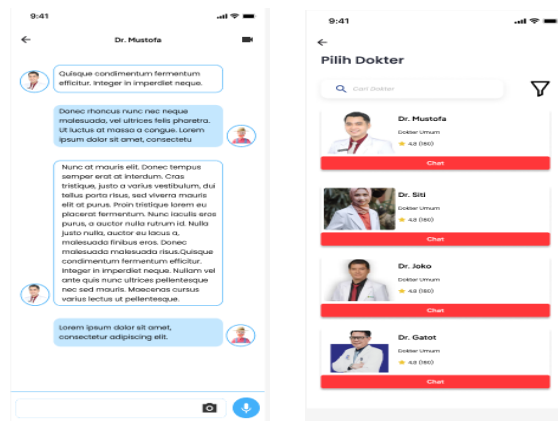 9:41
Dr. Mustofa
Quisque condimentum fermentum
efficitur. Integer in imperdiet neque.
Donec rhoncus nunc nec neque
malesuada, vel ultrices felis pharetra.
Ut luctus at massa a congue. Lorem
ipsum dolor sit amet, consectetu
Nunc at mauris elit. Donec tempus
semper erat at interdum. Cras
tristique, justo a varius vestibulum, dui
tellus porta risus, sed viverra mauris
elit at purus. Proin tristique lorem eu
placerat fermentum. Nunc iaculis eros
purus, a auctor nulla rutrum id. Nulla
justo nulla, auctor eu lacus a,
malesuada finibus eros. Donec
malesuada malesuada risus.Quisque
condimentum fermentum efficitur.
Integer in imperdiet neque. Nullam vel
ante quis nunc ultrices pellentesque
nec sed mauris. Maecenas cursus
varius lectus ut pellentesque.
Lorem ipsum dolor sit amet,
consectetur adipiscing elit.
9:41
Pilih Dokter
Cari Dokter
Dr. Mustofa
Dokter Umum
4,9 (180)
Chat
Dr. Siti
Dokter Umum
4,9 (180)
Chat
Dr. Joko
Dokter Umum
4,9 (180)
Chat
Dr. Gatot
Dokter Umum
4,9 (180)
Chat